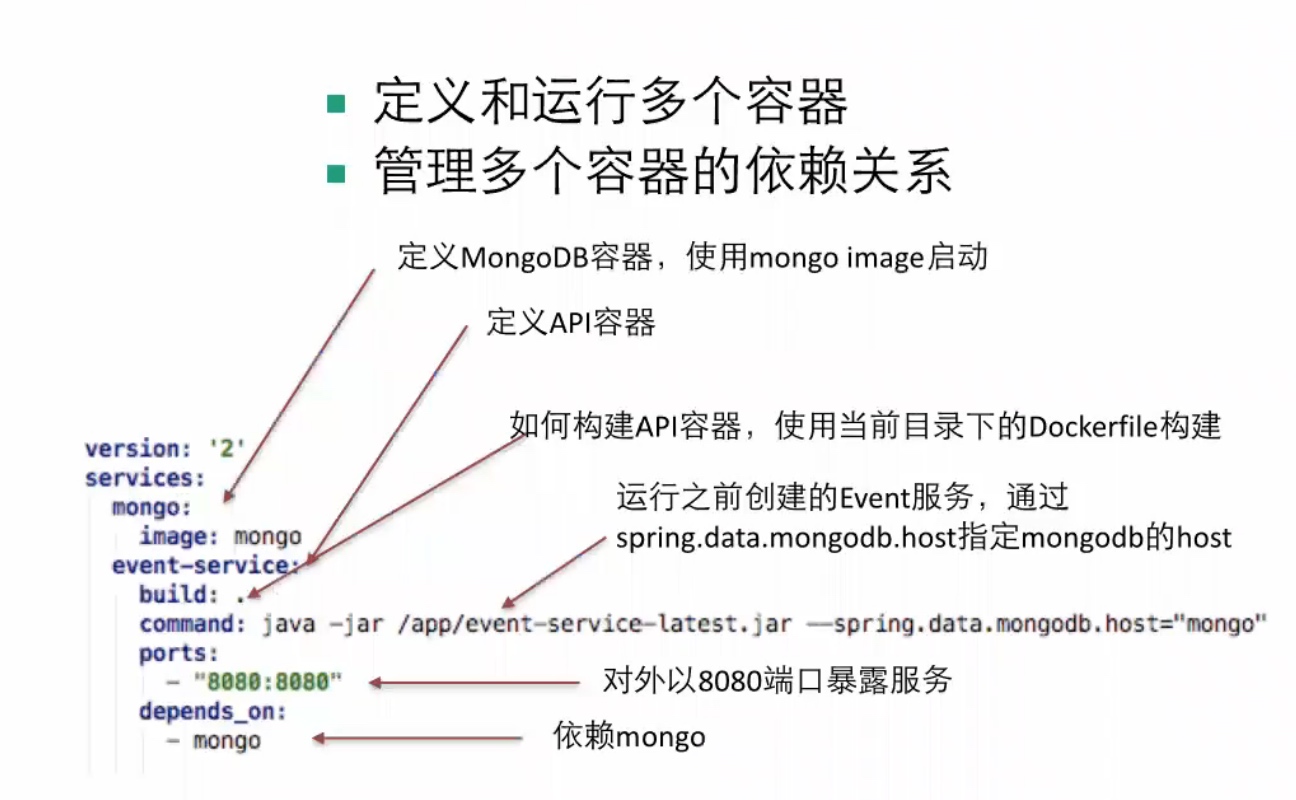 定义和运行多个容器
管理多个容器的依赖关系
定义MongoDB容器，使用mongo image启动
定义API容器
如何构建API容器，使用当前目录下的Dockerfile构建
运行之前创建的Event服务，通过
spring.data.mongodb.host指定mongodb的host
对外以8080端口暴露服务
依赖mongo
version: '2'
services:
mongo:
image: mongo
event-service:
build: .
command: java -jar /app/event-service-latest.jar --spring.data.mongodb.host="mongo"
ports:
- "8080:8080"
depends_on:
- mongo